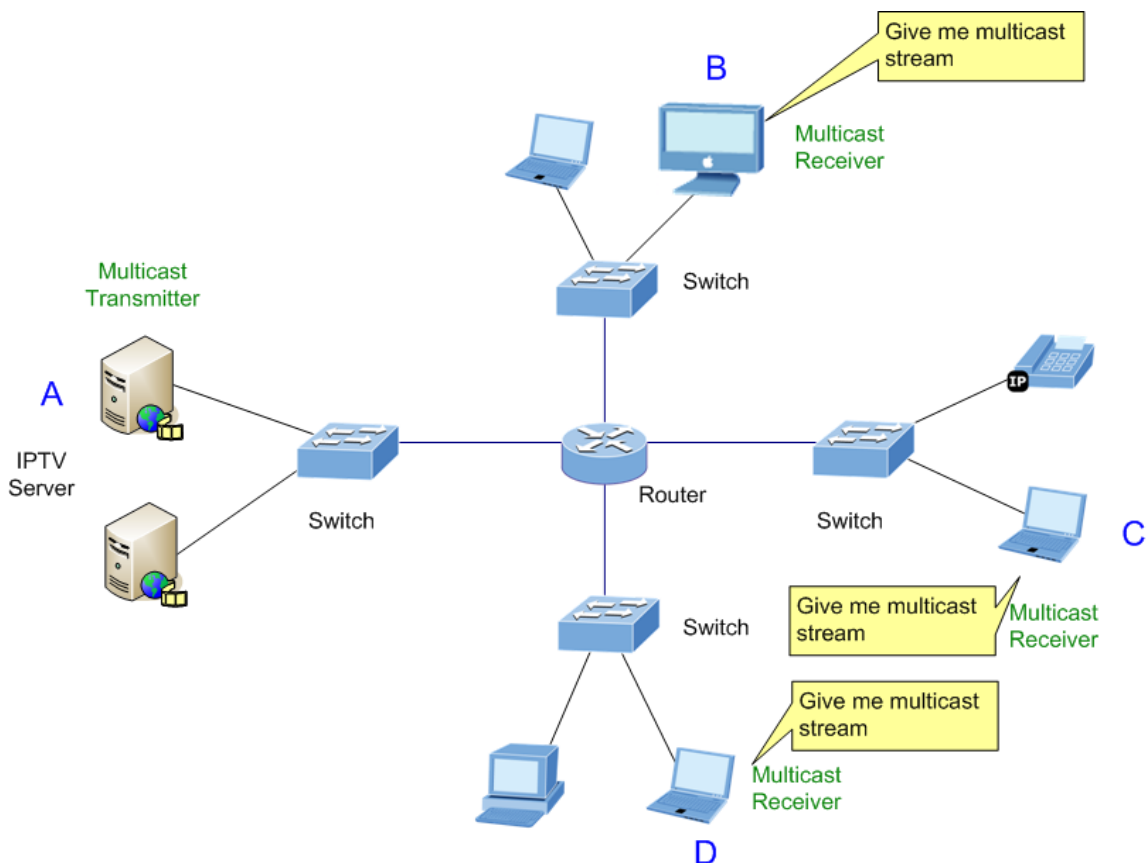 Give me multicast
stream
B
Multicast
Receiver
Switch
Multicast
Transmitter
A
IPTV
Server
Switch
Router
IP
Switch
C
Give me multicast
stream
Multicast
Receiver
Switch
Give me multicast
stream
Multicast
Receiver
D